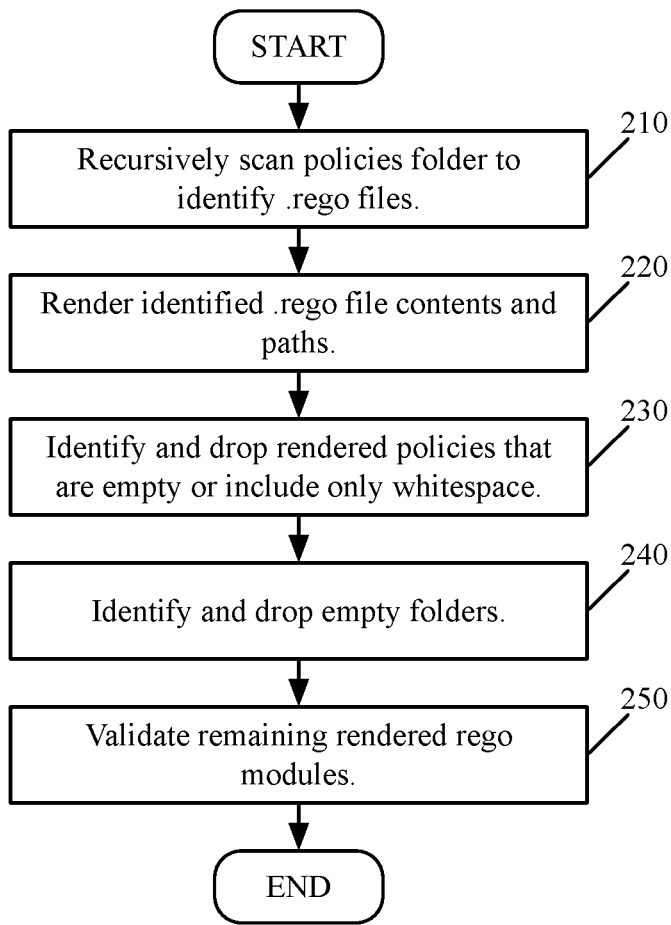 START
210
Recursively scan policies folder to
identify .rego files.
220
Render identified .rego file contents and
paths.
230
Identify and drop rendered policies that
are empty or include only whitespace.
240
Identify and drop empty folders.
250
Validate remaining rendered rego
modules.
END